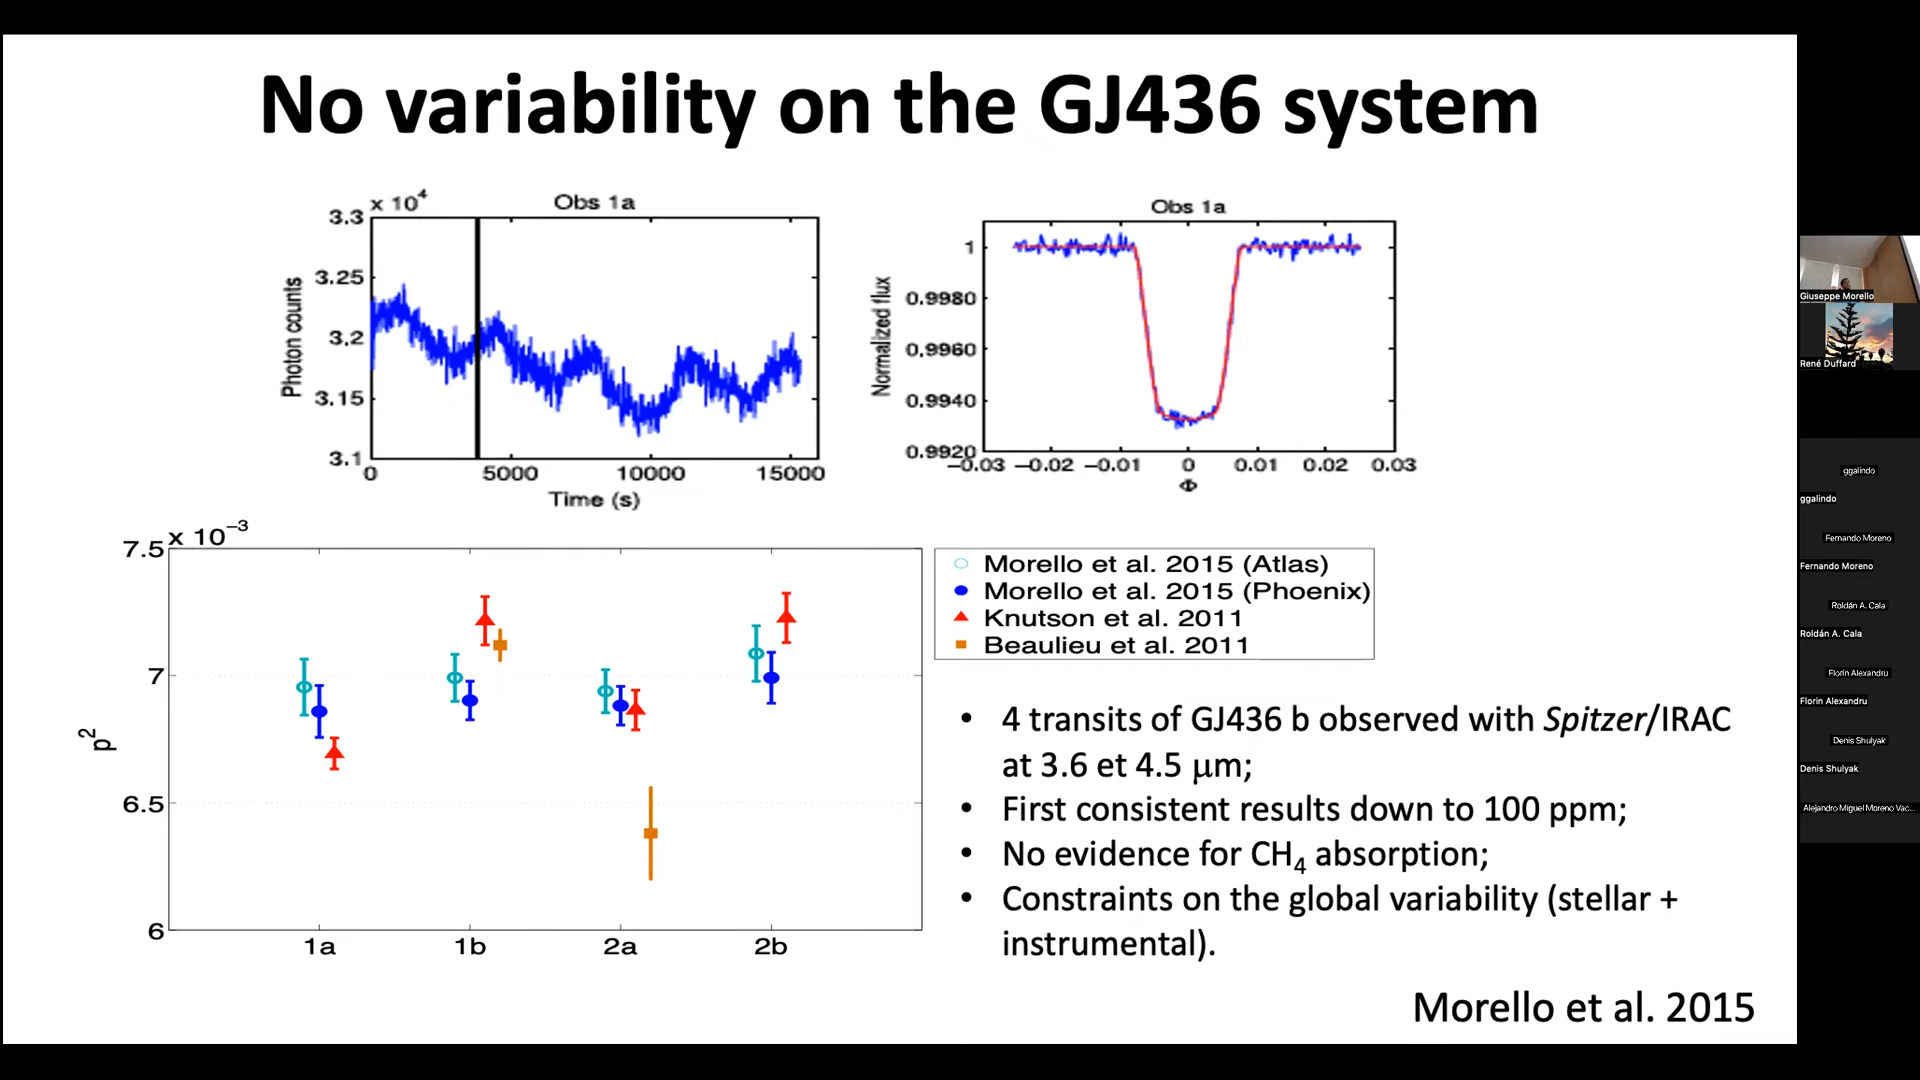 No variability on the GJ436 system
x 10⁴
Obs 1a
3.3
3.25
3.2
3.15
3.1
Photon counts
0 5000 10000 15000
Time (s)
Obs 1a
1
0.9980
0.9960
0.9940
0.9920
Normalized flux
−0.03 −0.02 −0.01 0 0.01 0.02 0.03
Φ
x 10⁻³
7.5
7
6.5
6
p²
1a 1b 2a 2b
Morello et al. 2015 (Atlas)
Morello et al. 2015 (Phoenix)
Knutson et al. 2011
Beaulieu et al. 2011
• 4 transits of GJ436 b observed with Spitzer/IRAC
at 3.6 et 4.5 μm;
• First consistent results down to 100 ppm;
• No evidence for CH₄ absorption;
• Constraints on the global variability (stellar +
instrumental).
Morello et al. 2015
Giuseppe Morello
René Duffard
ggalindo
ggalindo
Fernando Moreno
Fernando Moreno
Roldán A. Cala
Roldán A. Cala
Florin Alexandru
Florin Alexandru
Denis Shulyak
Denis Shulyak
Alejandro Miguel Moreno Vac...